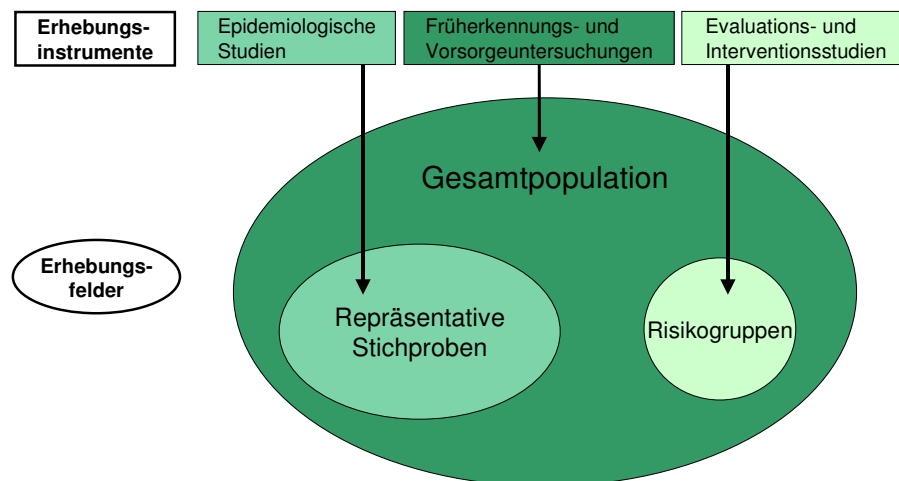 Erhebungs-
instrumente
Epidemiologische
Studien
Früherkennungs- und
Vorsorgeuntersuchungen
Evaluations- und
Interventionsstudien
Gesamtpopulation
Erhebungs-
felder
Repräsentative
Stichproben
Risikogruppen